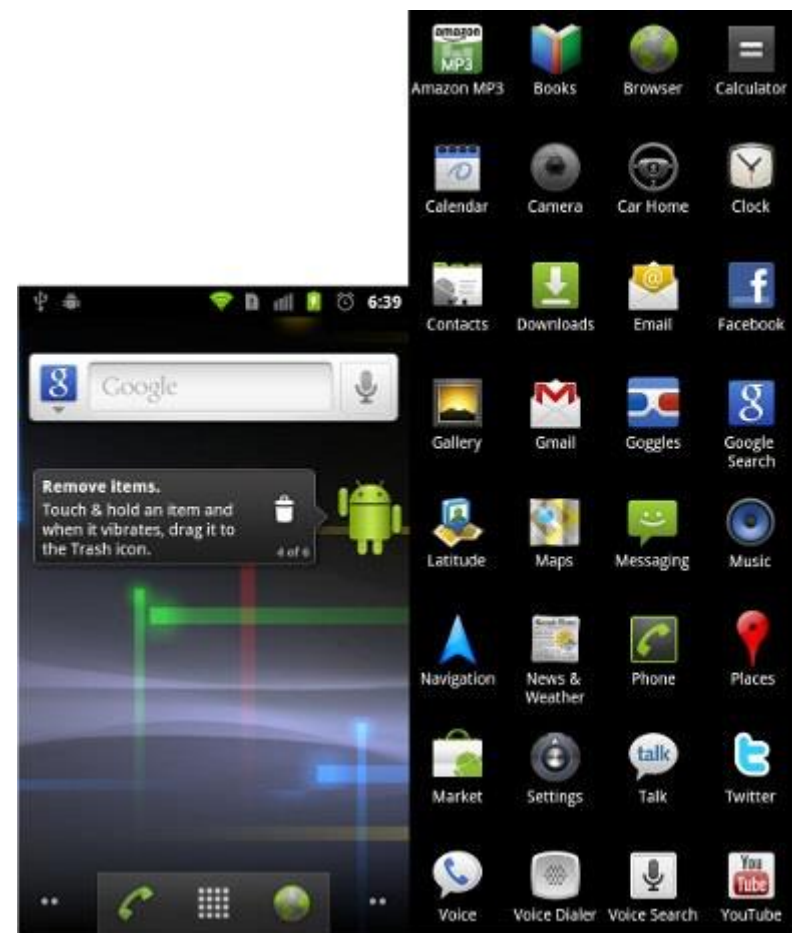 6:39
Google
Remove items.
Touch & hold an item and
when it vibrates, drag it to
the Trash icon.
4 of 6
amazon
MP3
Amazon MP3
Books
Browser
Calculator
Calendar
Camera
Car Home
Clock
Contacts
Downloads
Email
Facebook
Gallery
Gmail
Goggles
Google
Search
Latitude
Maps
Messaging
Music
Navigation
News &
Weather
Phone
Places
Market
Settings
talk
Talk
Twitter
Voice
Voice Dialer
Voice Search
You
Tube
YouTube